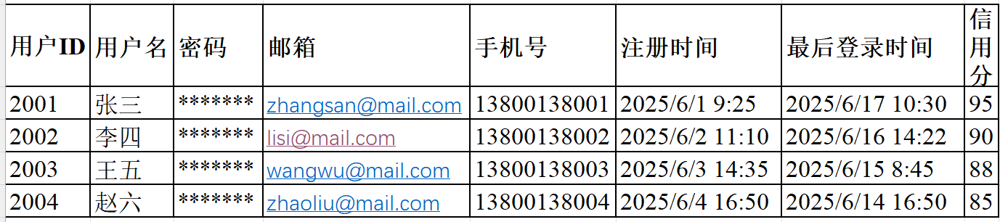 用户ID 用户名 密码 邮箱 手机号 注册时间 最后登录时间 信用分
2001 张三 ******* zhangsan@mail.com 13800138001 2025/6/1 9:25 2025/6/17 10:30 95
2002 李四 ******* lisi@mail.com 13800138002 2025/6/2 11:10 2025/6/16 14:22 90
2003 王五 ******* wangwu@mail.com 13800138003 2025/6/3 14:35 2025/6/15 8:45 88
2004 赵六 ******* zhaoliu@mail.com 13800138004 2025/6/4 16:50 2025/6/14 16:50 85